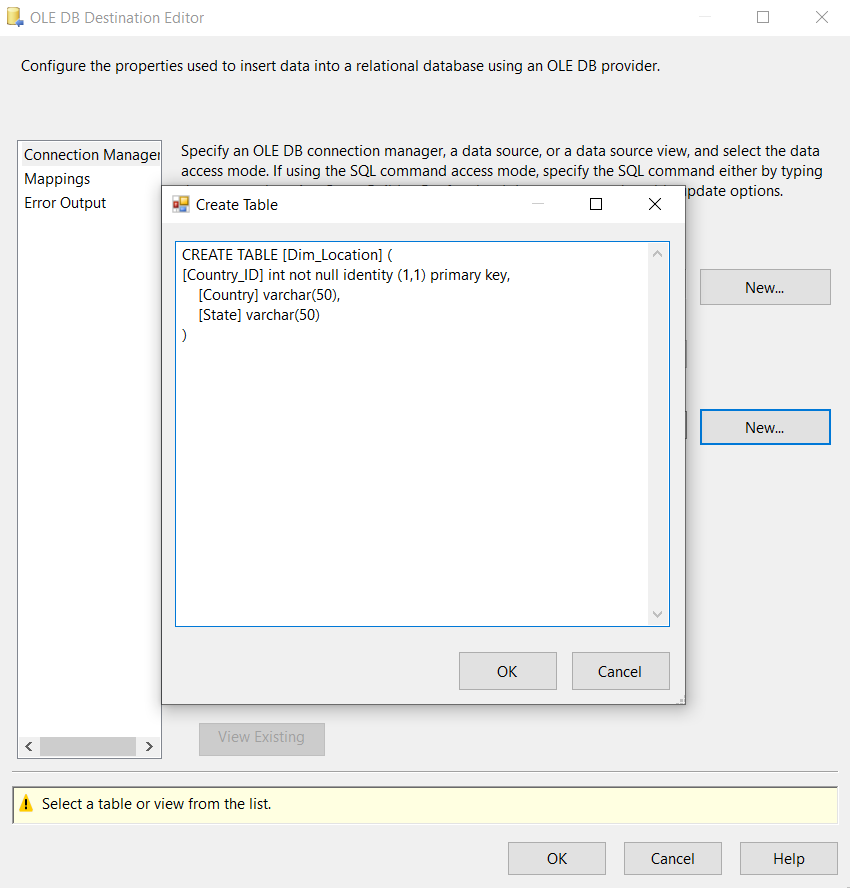 OLE DB Destination Editor
Configure the properties used to insert data into a relational database using an OLE DB provider.
Connection Manager
Mappings
Error Output
Specify an OLE DB connection manager, a data source, or a data source view, and select the data
access mode. If using the SQL command access mode, specify the SQL command either by typing
update options.
Create Table
CREATE TABLE [Dim_Location] (
[Country_ID] int not null identity (1,1) primary key,
[Country] varchar(50),
[State] varchar(50)
)
New...
New...
OK
Cancel
View Existing
Select a table or view from the list.
OK
Cancel
Help